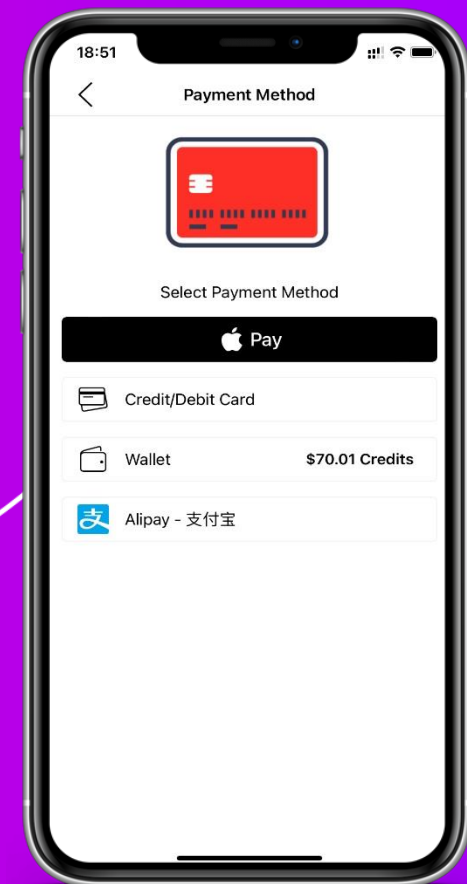 18:51
Payment Method
Select Payment Method
Pay
Credit/Debit Card
Wallet $70.01 Credits
支 Alipay - 支付宝